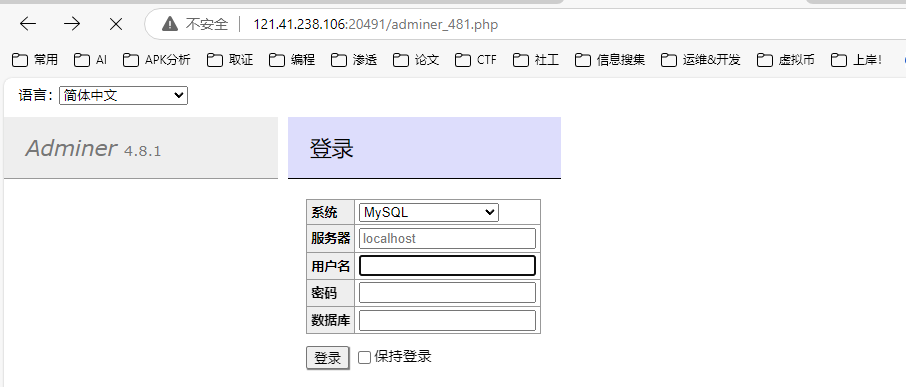 不安全 121.41.238.106:20491/adminer_481.php
常用 AI APK分析 取证 编程 渗透 论文 CTF 社工 信息搜集 运维&开发 虚拟币 上岸!
语言: 简体中文
Adminer 4.8.1
登录
系统 MySQL
服务器 localhost
用户名
密码
数据库
登录 保持登录